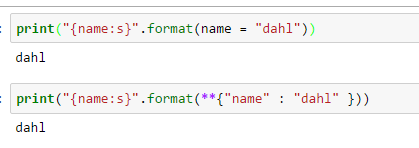 : print("{name:s}".format(name = "dahl"))
dahl
: print("{name:s}".format(**{"name" : "dahl" }))
dahl